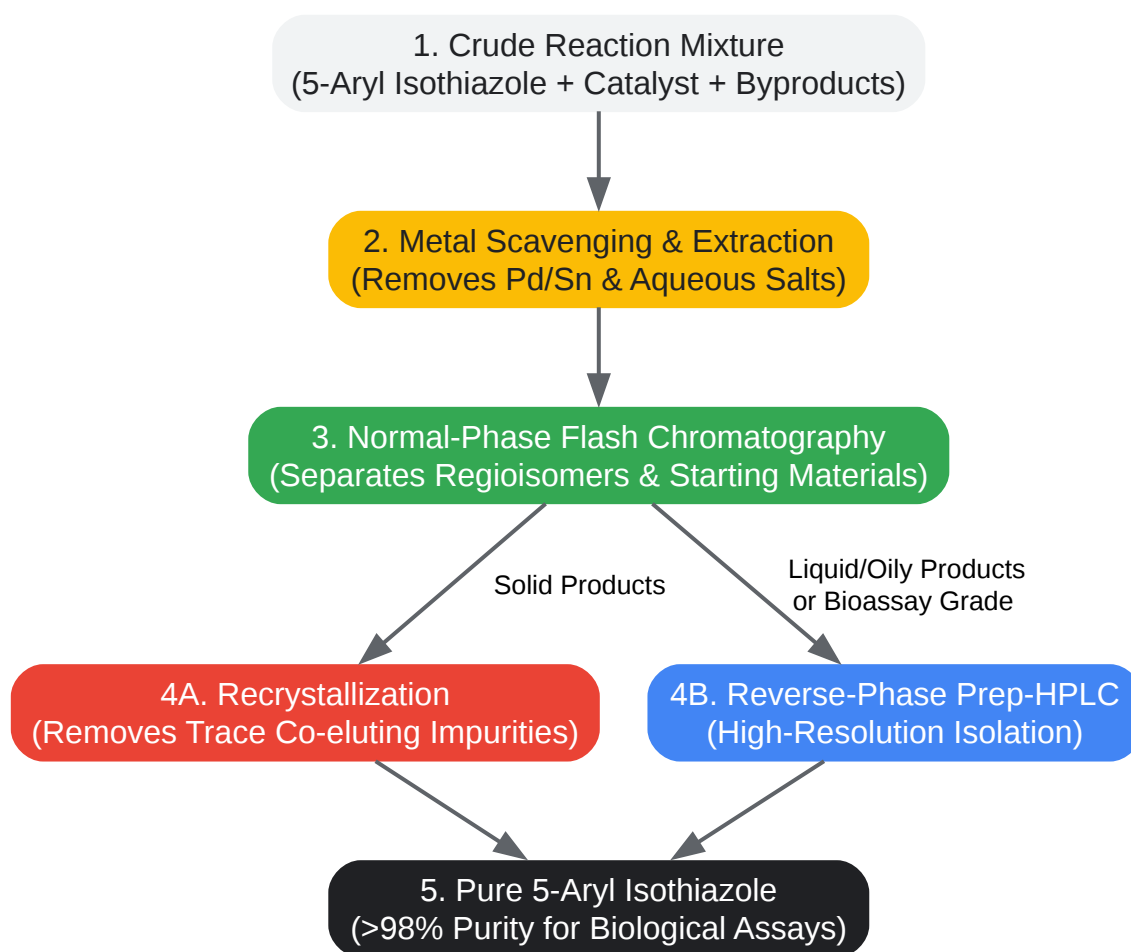 1. Crude Reaction Mixture
(5-Aryl Isothiazole + Catalyst + Byproducts)
2. Metal Scavenging & Extraction
(Removes Pd/Sn & Aqueous Salts)
3. Normal-Phase Flash Chromatography
(Separates Regioisomers & Starting Materials)
Solid Products
Liquid/Oily Products
or Bioassay Grade
4A. Recrystallization
(Removes Trace Co-eluting Impurities)
4B. Reverse-Phase Prep-HPLC
(High-Resolution Isolation)
5. Pure 5-Aryl Isothiazole
(>98% Purity for Biological Assays)